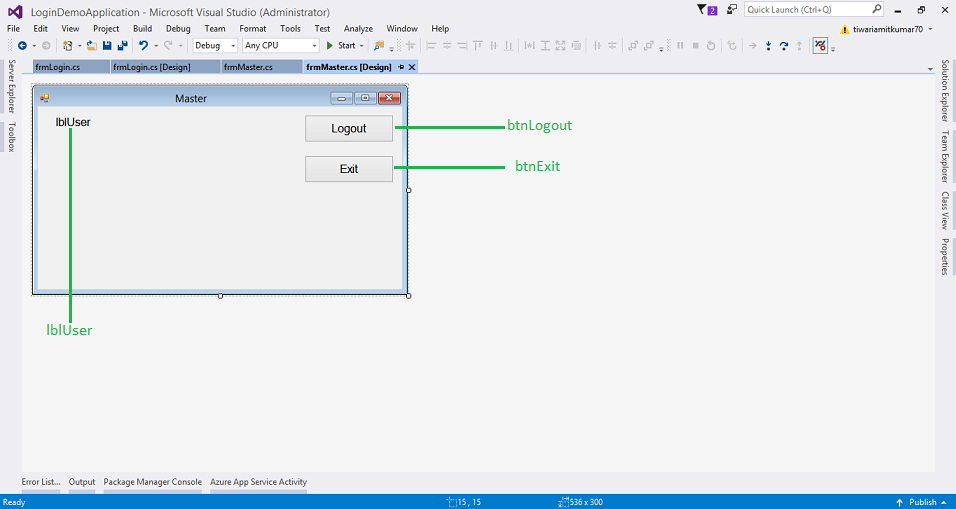 LoginDemoApplication - Microsoft Visual Studio (Administrator)
2
Quick Launch (Ctrl+Q)
File Edit View Project Build Debug Team Format Tools Test Analyze Window Help
tiwariamitkumar70
Debug Any CPU Start
frmLogin.cs frmLogin.cs [Design] frmMaster.cs frmMaster.cs [Design]
Server Explorer
Toolbox
Master
lblUser
Logout
btnLogout
Exit
btnExit
lblUser
Solution Explorer
Team Explorer
Class View
Properties
Error List... Output Package Manager Console Azure App Service Activity
Ready 15 , 15 536 x 300 Publish